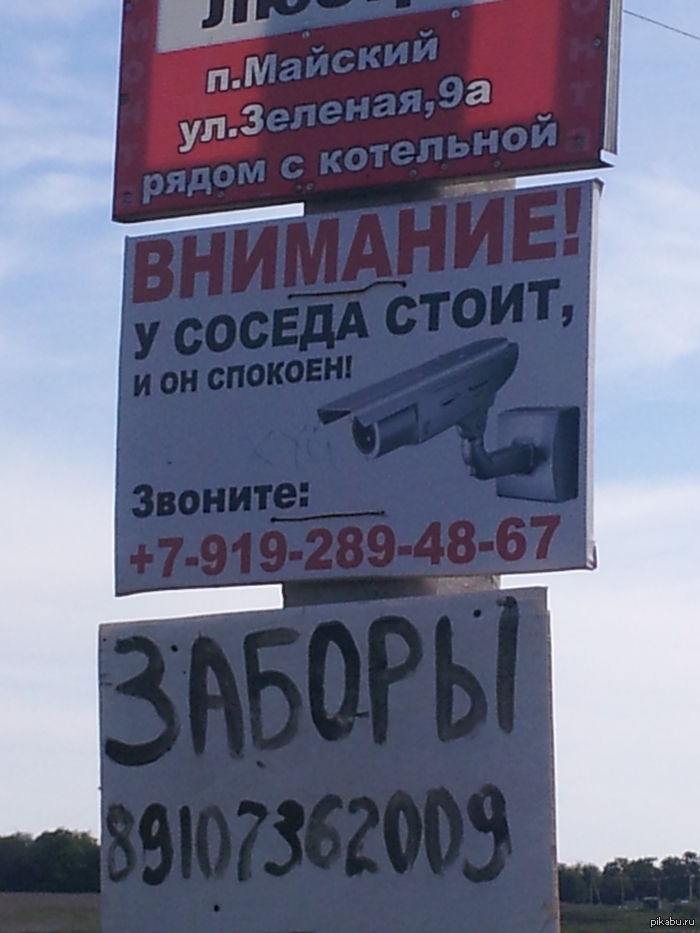 п.Майский
ул.Зеленая,9а
рядом с котельной
ВНИМАНИЕ!
У СОСЕДА СТОИТ,
И ОН СПОКОЕН!
Звоните:
+7-919-289-48-67
ЗАБОРЫ
89107362009
pikabu.ru